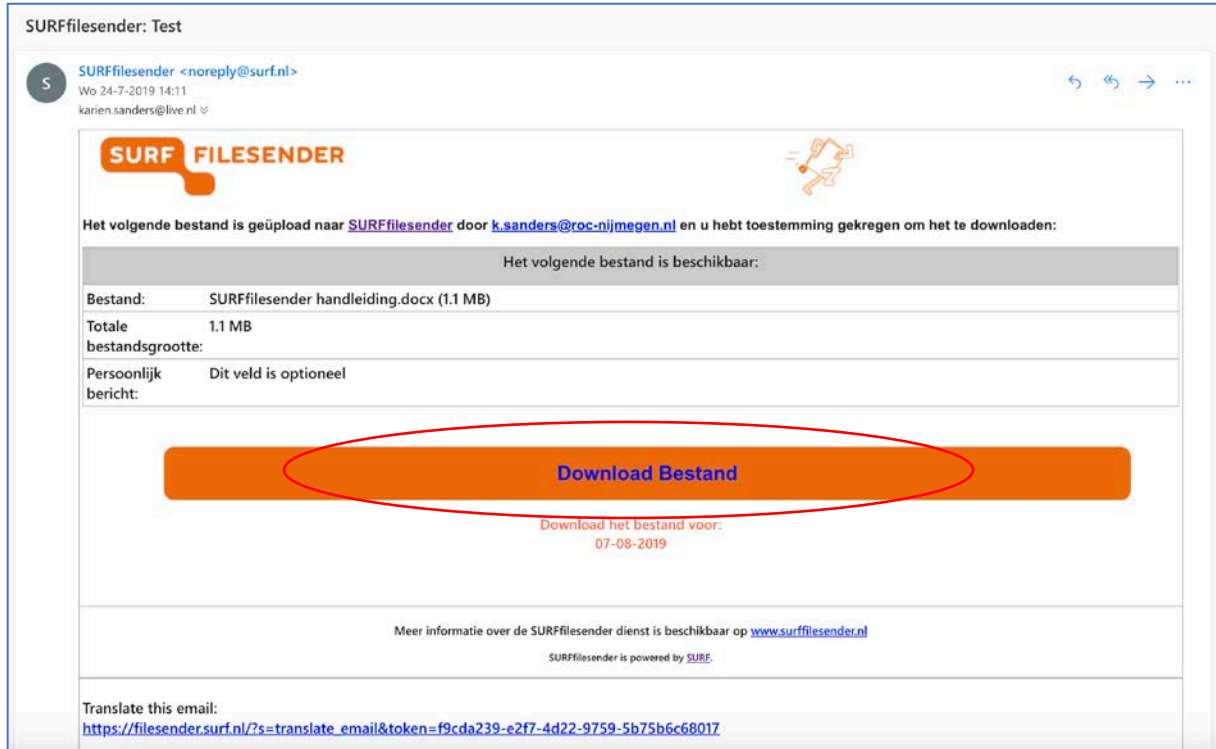 SURFfilesender: Test
S
SURFfilesender <noreply@surf.nl>
Wo 24-7-2019 14:11
karien.sanders@live.nl
SURF FILESENDER
Het volgende bestand is geüpload naar SURFfilesender door k.sanders@roc-nijmegen.nl en u hebt toestemming gekregen om het te downloaden:
Het volgende bestand is beschikbaar:
Bestand: SURFfilesender handleiding.docx (1.1 MB)
Totale 1.1 MB
bestandsgrootte:
Persoonlijk Dit veld is optioneel
bericht:
Download Bestand
Download het bestand voor:
07-08-2019
Meer informatie over de SURFfilesender dienst is beschikbaar op www.surffilesender.nl
SURFfilesender is powered by SURF.
Translate this email:
https://filesender.surf.nl/?s=translate_email&token=f9cda239-e2f7-4d22-9759-5b75b6c68017